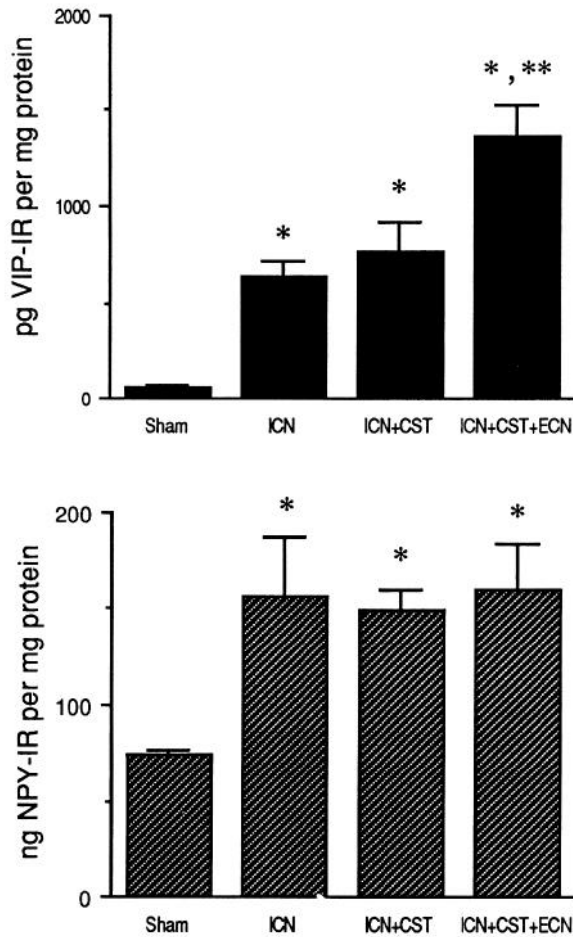 2000
*,**
pg VIP-IR per mg protein
*
1000
*
0
Sham
ICN
ICN+CST
ICN+CST+ECN
200
*
*
*
ng NPY-IR per mg protein
100
0
Sham
ICN
ICN+CST
ICN+CST+ECN